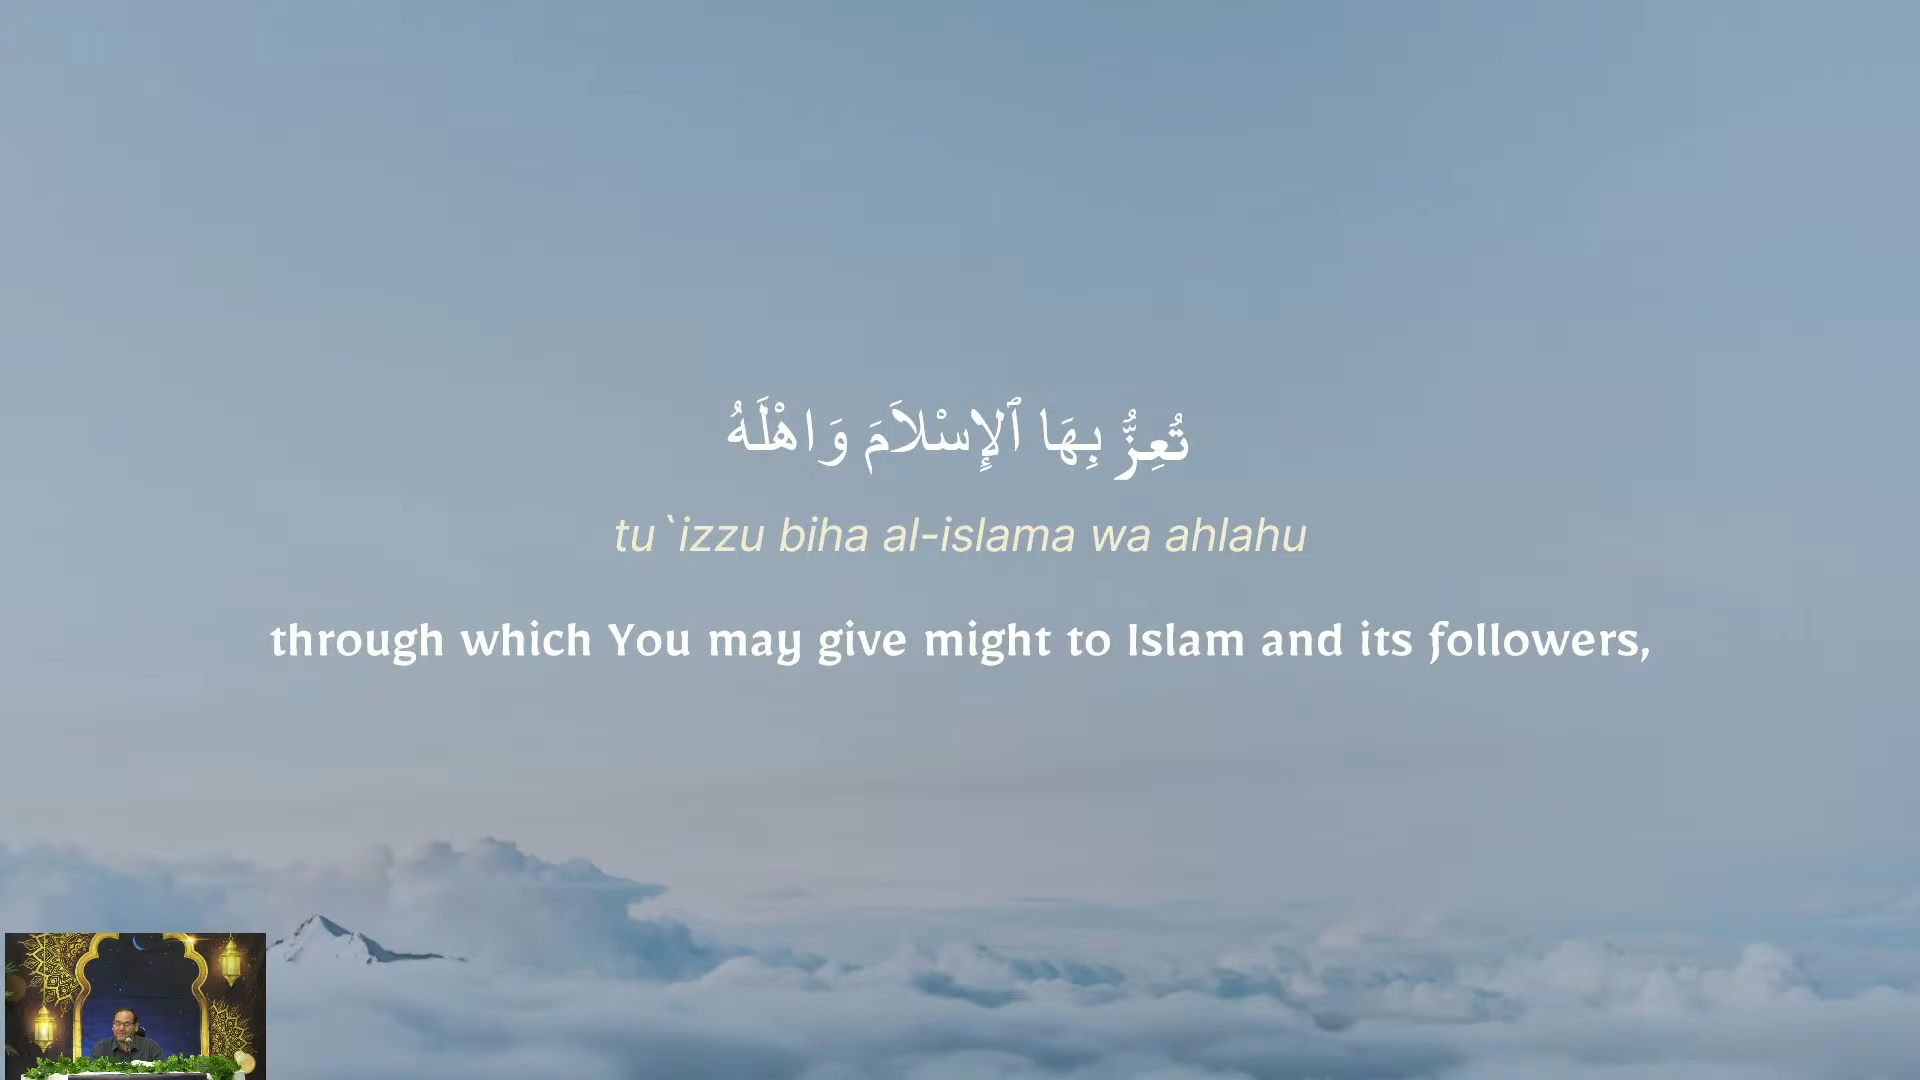 تُعِزُّ بِهَا ٱلإِسْلاَمَ وَاهْلَهُ
tu`izzu biha al-islama wa ahlahu
through which You may give might to Islam and its followers,